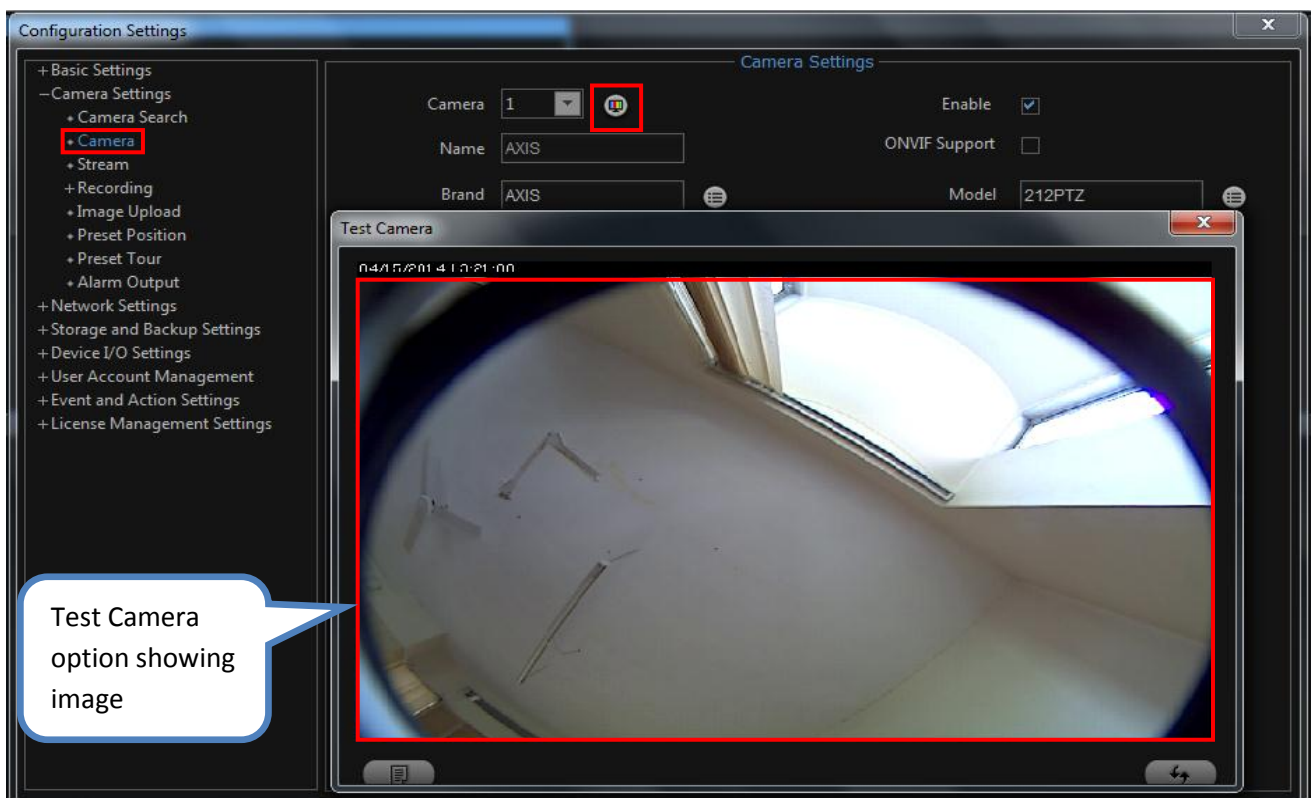 Configuration Settings
x
+Basic Settings
−Camera Settings
Camera Search
Camera
Stream
+Recording
Image Upload
Preset Position
Preset Tour
Alarm Output
+Network Settings
+Storage and Backup Settings
+Device I/O Settings
+User Account Management
+Event and Action Settings
+License Management Settings
Camera Settings
Camera 1
Enable
Name AXIS
ONVIF Support
Brand AXIS
Model 212PTZ
Test Camera
x
Test Camera
option showing
image